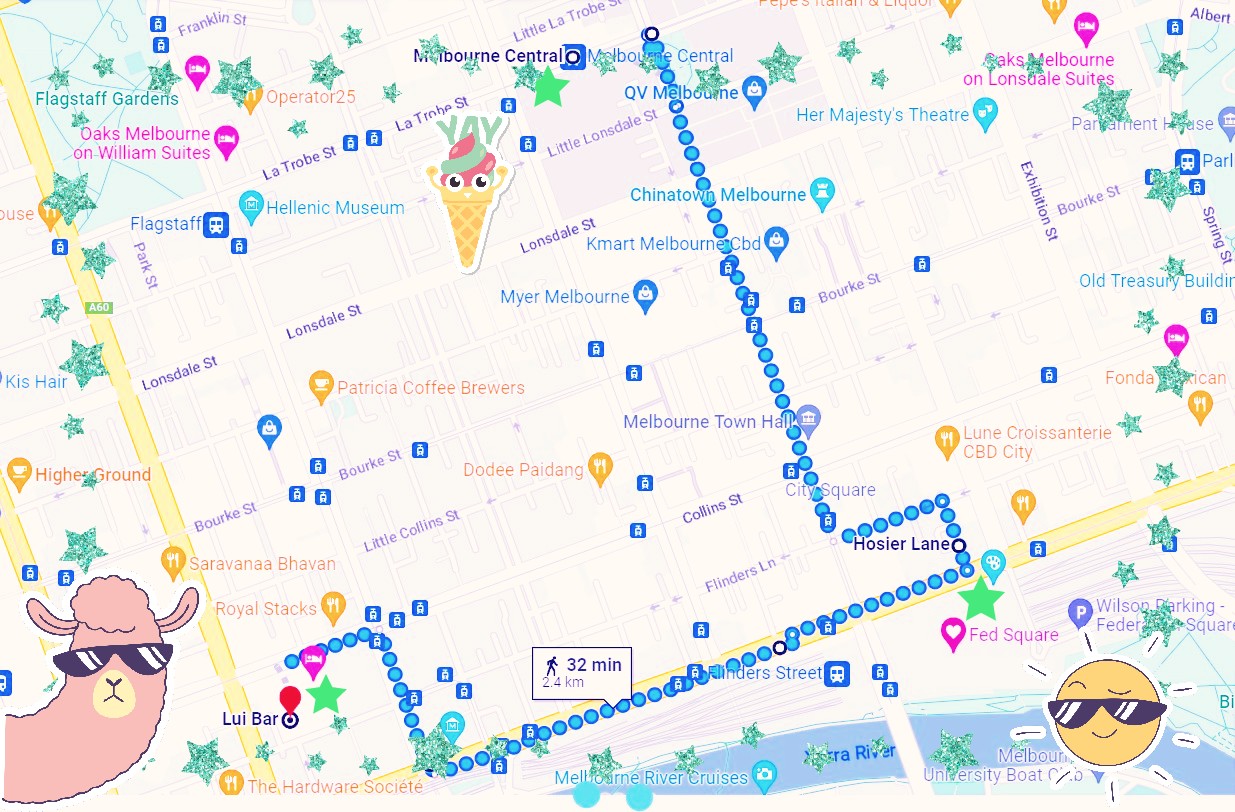 Pepe's Italian & Liquor
Franklin St
Little La Trobe St
Albert
Melbourne Central
Melbourne Central
Oaks Melbourne
on Lonsdale Suites
Flagstaff Gardens
Operator25
QV Melbourne
La Trobe St
Her Majesty's Theatre
Parliament House
Oaks Melbourne
on William Suites
Little Lonsdale St
La Trobe St
Parl
Chinatown Melbourne
Exhibition St
Bourke St
Spring St
ouse
Hellenic Museum
Flagstaff
Lonsdale St
Kmart Melbourne Cbd
Park St
Old Treasury Buildin
Myer Melbourne
Bourke St
A60
Lonsdale St
Lonsdale St
Kis Hair
Patricia Coffee Brewers
Fonda Mexican
Melbourne Town Hall
Lune Croissanterie
CBD City
Higher Ground
Bourke St
Dodee Paidang
City Square
Collins St
Bourke St
Little Collins St
Hosier Lane
Saravanaa Bhavan
Flinders Ln
Royal Stacks
Wilson Parking -
Federation Square
Fed Square
32 min
2.4 km
Flinders Street
Lui Bar
Bi
Yarra River
Melbourne
University Boat Club
Melbourne River Cruises
The Hardware Société
YAY